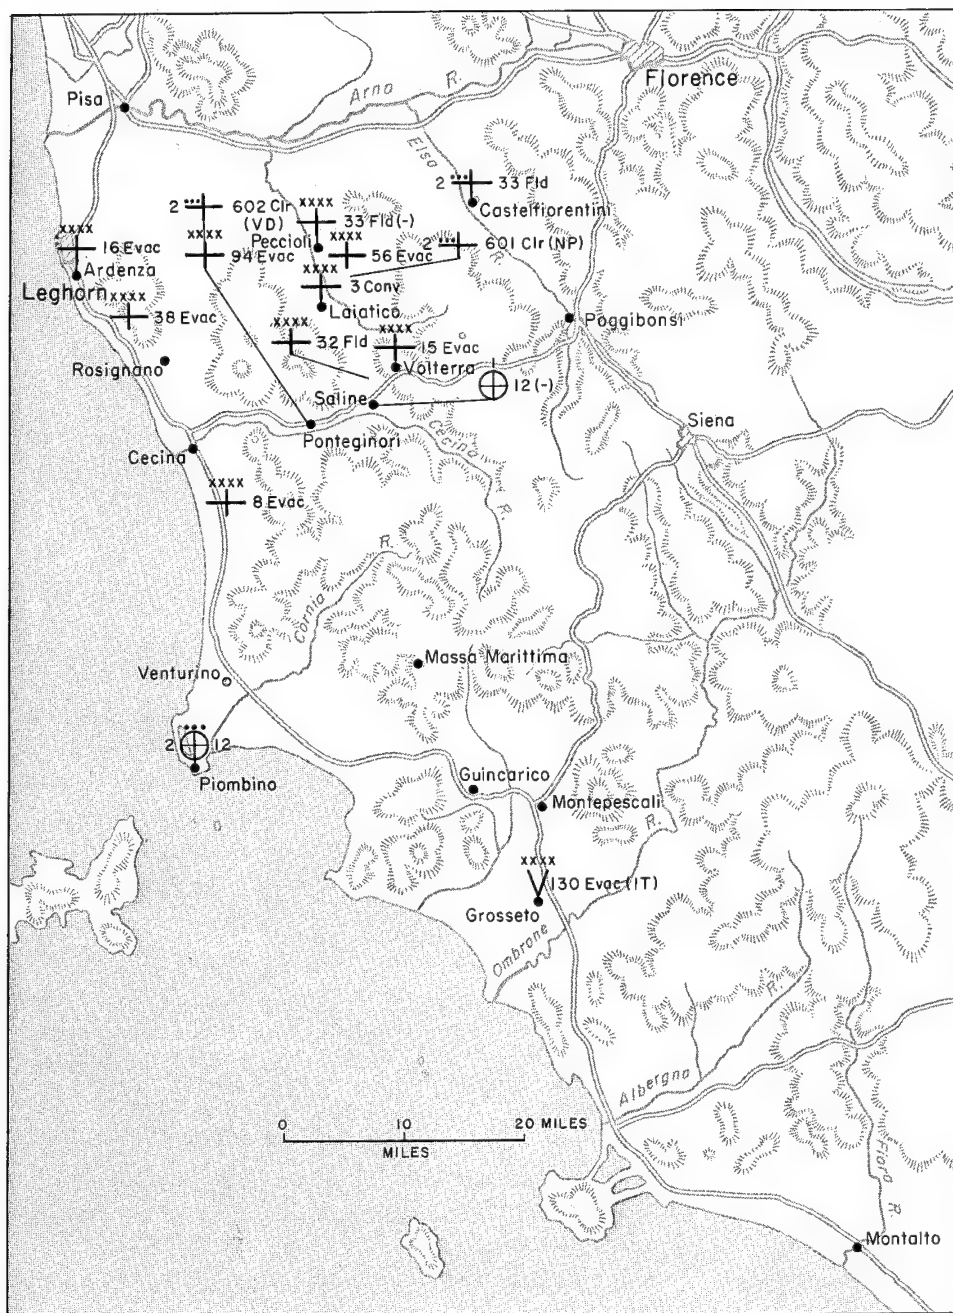 Florence
Pisa
Arno
R.
Elsa
R.
2 33 Fld
Castelfiorentini
2 602 Clr
(VD)
XXXX
33 Fld(-)
Peccioli
XXXX
94 Evac
XXXX
56 Evac
2 601 Clr (NP)
XXXX
16 Evac
Ardenza
Leghorn
XXXX
3 Conv
Laiatico
XXXX
38 Evac
XXXX
32 Fld
XXXX
15 Evac
Volterra
Poggibonsi
Rosignano
I
12 (-)
Saline
Ponteginori
Cecina
R.
Siena
Cecina
XXXX
8 Evac
Cornia
R.
Massa Marittima
Venturino
2 12
Piombino
Guincarico
Montepescali
R.
XXXX
130 Evac (IT)
Grosseto
Ombrone
Albergna
R.
0 10 20 MILES
MILES
Fiora
R.
Montalto